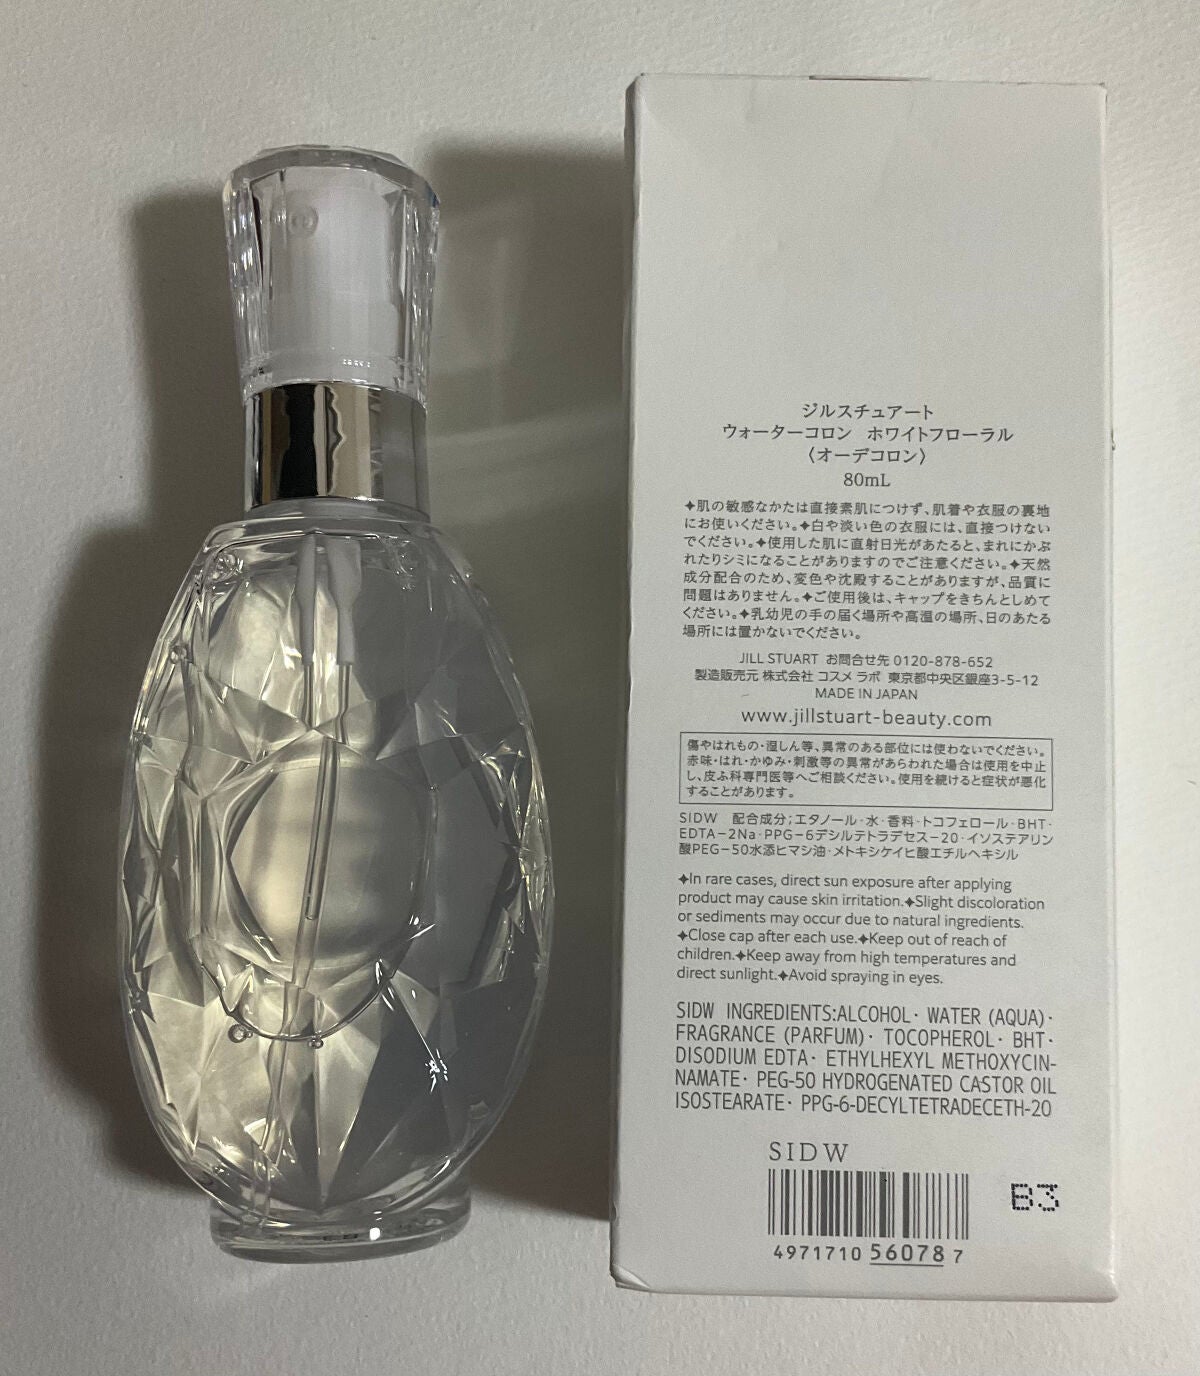 ジルスチュアート
ウォーターコロン ホワイトフローラル
〈オーデコロン〉
80mL
✦肌の敏感なかたは直接素肌につけず、肌着や衣服の裏地
にお使いください。✦白や淡い色の衣服には、直接つけない
でください。✦使用した肌に直射日光があたると、まれにかぶ
れたりシミになることがありますのでご注意ください。✦天然
成分配合のため、変色や沈殿することがありますが、品質に
問題はありません。✦ご使用後は、キャップをきちんとしめて
ください。✦乳幼児の手の届く場所や高温の場所、日のあたる
場所には置かないでください。
JILL STUART お問合せ先 0120-878-652
製造販売元 株式会社 コスメ ラボ 東京都中央区銀座3-5-12
MADE IN JAPAN
www.jillstuart-beauty.com
傷やはれもの・湿しん等、異常のある部位には使わないでください。
赤味・はれ・かゆみ・刺激等の異常があらわれた場合は使用を中止
し、皮ふ科専門医等へご相談ください。使用を続けると症状が悪化
することがあります。
SIDW 配合成分;エタノール・水・香料・トコフェロール・BHT・
EDTA−2Na・PPG−6デシルテトラデセス−20・イソステアリン
酸PEG−50水添ヒマシ油・メトキシケイヒ酸エチルヘキシル
✦In rare cases, direct sun exposure after applying
product may cause skin irritation.✦Slight discoloration
or sediments may occur due to natural ingredients.
✦Close cap after each use.✦Keep out of reach of
children.✦Keep away from high temperatures and
direct sunlight.✦Avoid spraying in eyes.
SIDW INGREDIENTS:ALCOHOL・ WATER (AQUA)・
FRAGRANCE (PARFUM)・ TOCOPHEROL・ BHT・
DISODIUM EDTA・ ETHYLHEXYL METHOXYCIN-
NAMATE・ PEG-50 HYDROGENATED CASTOR OIL
ISOSTEARATE・ PPG-6-DECYLTETRADECETH-20
SIDW
B3
4971710 560787